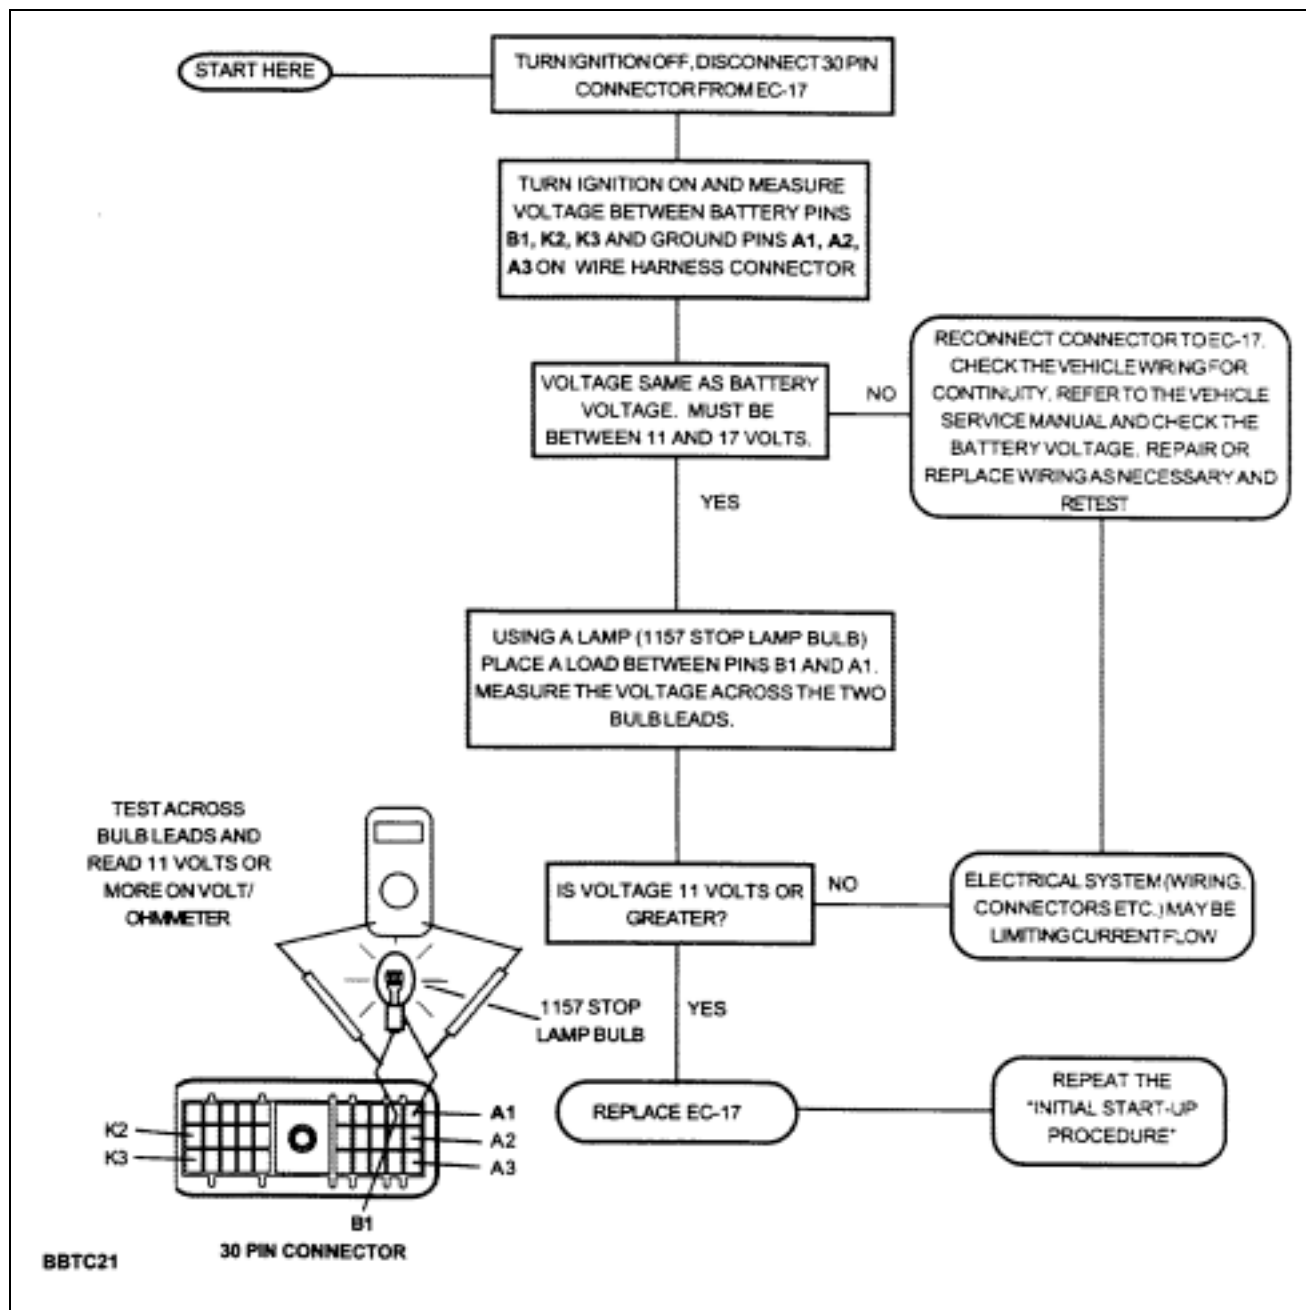 START HERE
TURN IGNITION OFF, DISCONNECT 30 PIN
CONNECTOR FROM EC-17
TURN IGNITION ON AND MEASURE
VOLTAGE BETWEEN BATTERY PINS
B1, K2, K3 AND GROUND PINS A1, A2,
A3 ON WIRE HARNESS CONNECTOR
VOLTAGE SAME AS BATTERY
VOLTAGE. MUST BE
BETWEEN 11 AND 17 VOLTS.
NO
RECONNECT CONNECTOR TO EC-17.
CHECK THE VEHICLE WIRING FOR
CONTINUITY. REFER TO THE VEHICLE
SERVICE MANUAL AND CHECK THE
BATTERY VOLTAGE. REPAIR OR
REPLACE WIRING AS NECESSARY AND
RETEST
YES
USING A LAMP (1157 STOP LAMP BULB)
PLACE A LOAD BETWEEN PINS B1 AND A1.
MEASURE THE VOLTAGE ACROSS THE TWO
BULB LEADS.
IS VOLTAGE 11 VOLTS OR
GREATER?
NO
ELECTRICAL SYSTEM (WIRING,
CONNECTORS ETC.) MAY BE
LIMITING CURRENT FLOW
YES
REPLACE EC-17
REPEAT THE
"INITIAL START-UP
PROCEDURE"
TEST ACROSS
BULB LEADS AND
READ 11 VOLTS OR
MORE ON VOLT/
OHMMETER
1157 STOP
LAMP BULB
K2
K3
A1
A2
A3
B1
30 PIN CONNECTOR
BBTC21